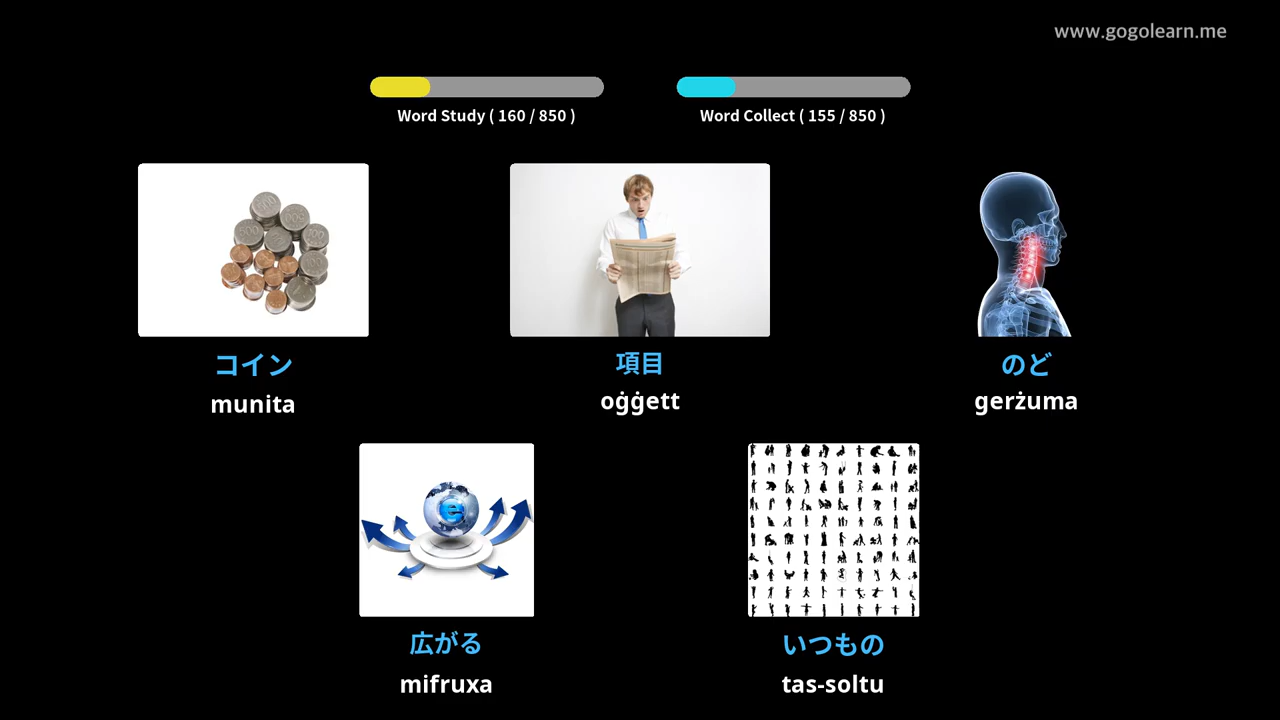 www.gogolearn.me
Word Study ( 160 / 850 )
Word Collect ( 155 / 850 )
コイン
munita
項目
oġġett
のど
gerżuma
広がる
mifruxa
いつもの
tas-soltu